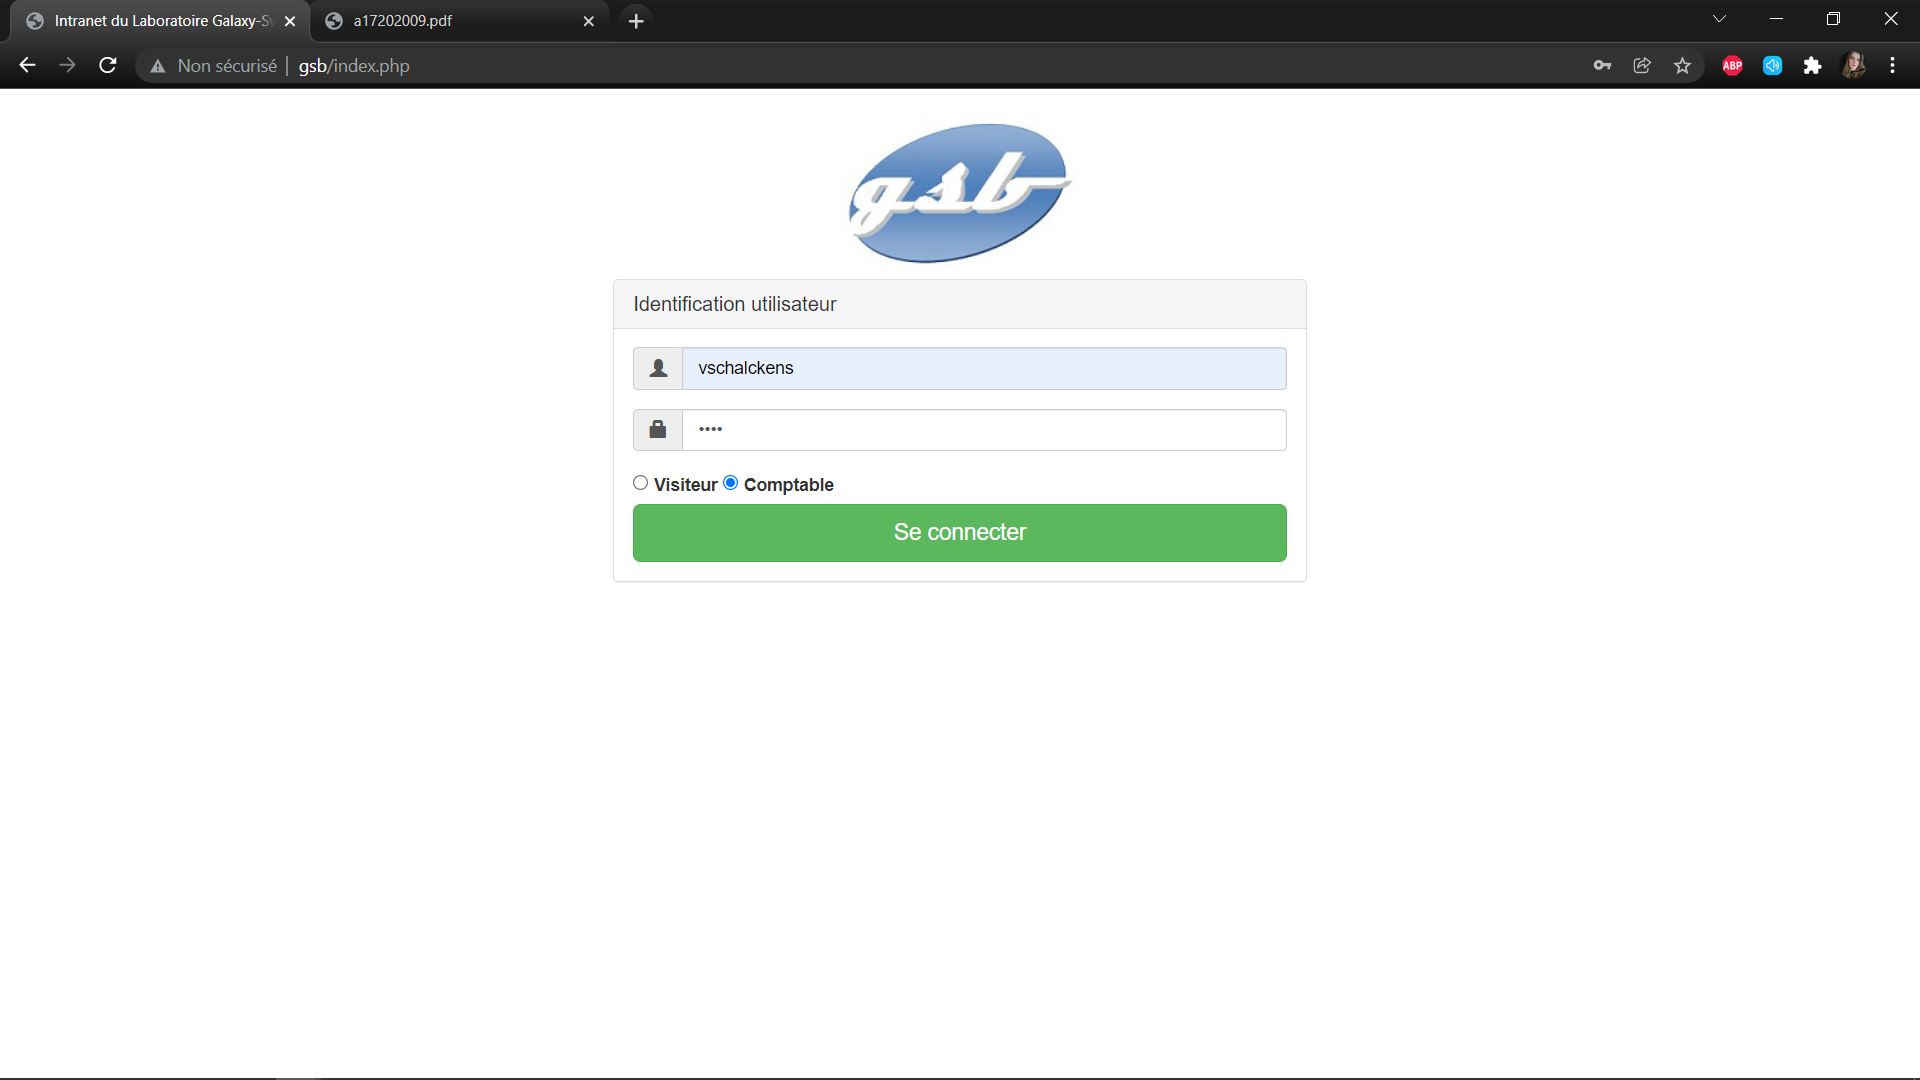 Intranet du Laboratoire Galaxy-Sw
a17202009.pdf
Non sécurisé | gsb/index.php
ABP
gsb
Identification utilisateur
vschalckens
••••
Visiteur Comptable
Se connecter